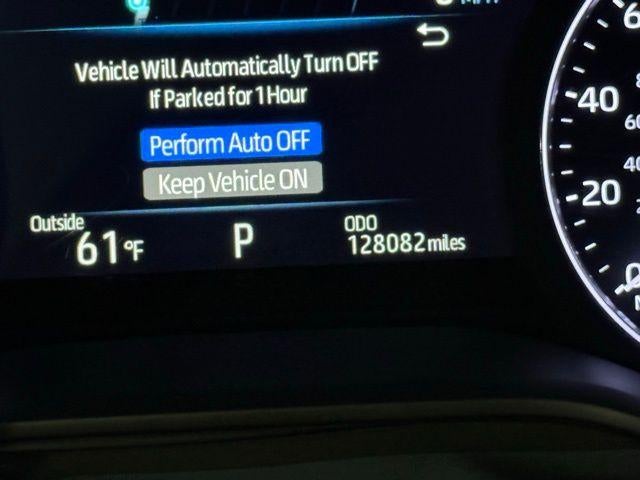 Vehicle Will Automatically Turn OFF
If Parked for 1 Hour
Perform Auto OFF
Keep Vehicle ON
Outside
61°F
P
ODO
128082 miles
40
20
0